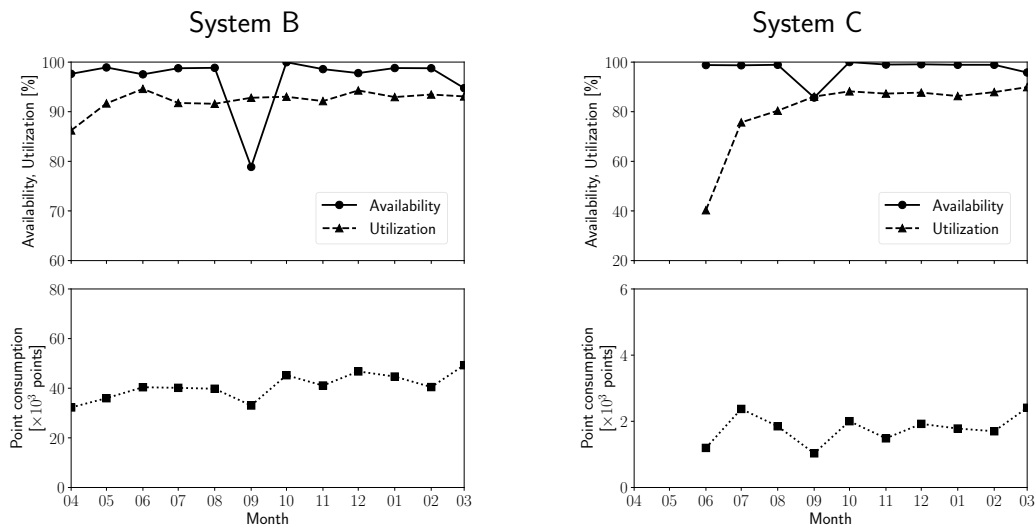 System B
100
90
80
70
60
Availability, Utilization [%]
Availability
Utilization
80
60
40
20
0
Point consumption
[×10³ points]
04 05 06 07 08 09 10 11 12 01 02 03
Month
System C
100
80
60
40
20
Availability, Utilization [%]
Availability
Utilization
6
4
2
0
Point consumption
[×10³ points]
04 05 06 07 08 09 10 11 12 01 02 03
Month